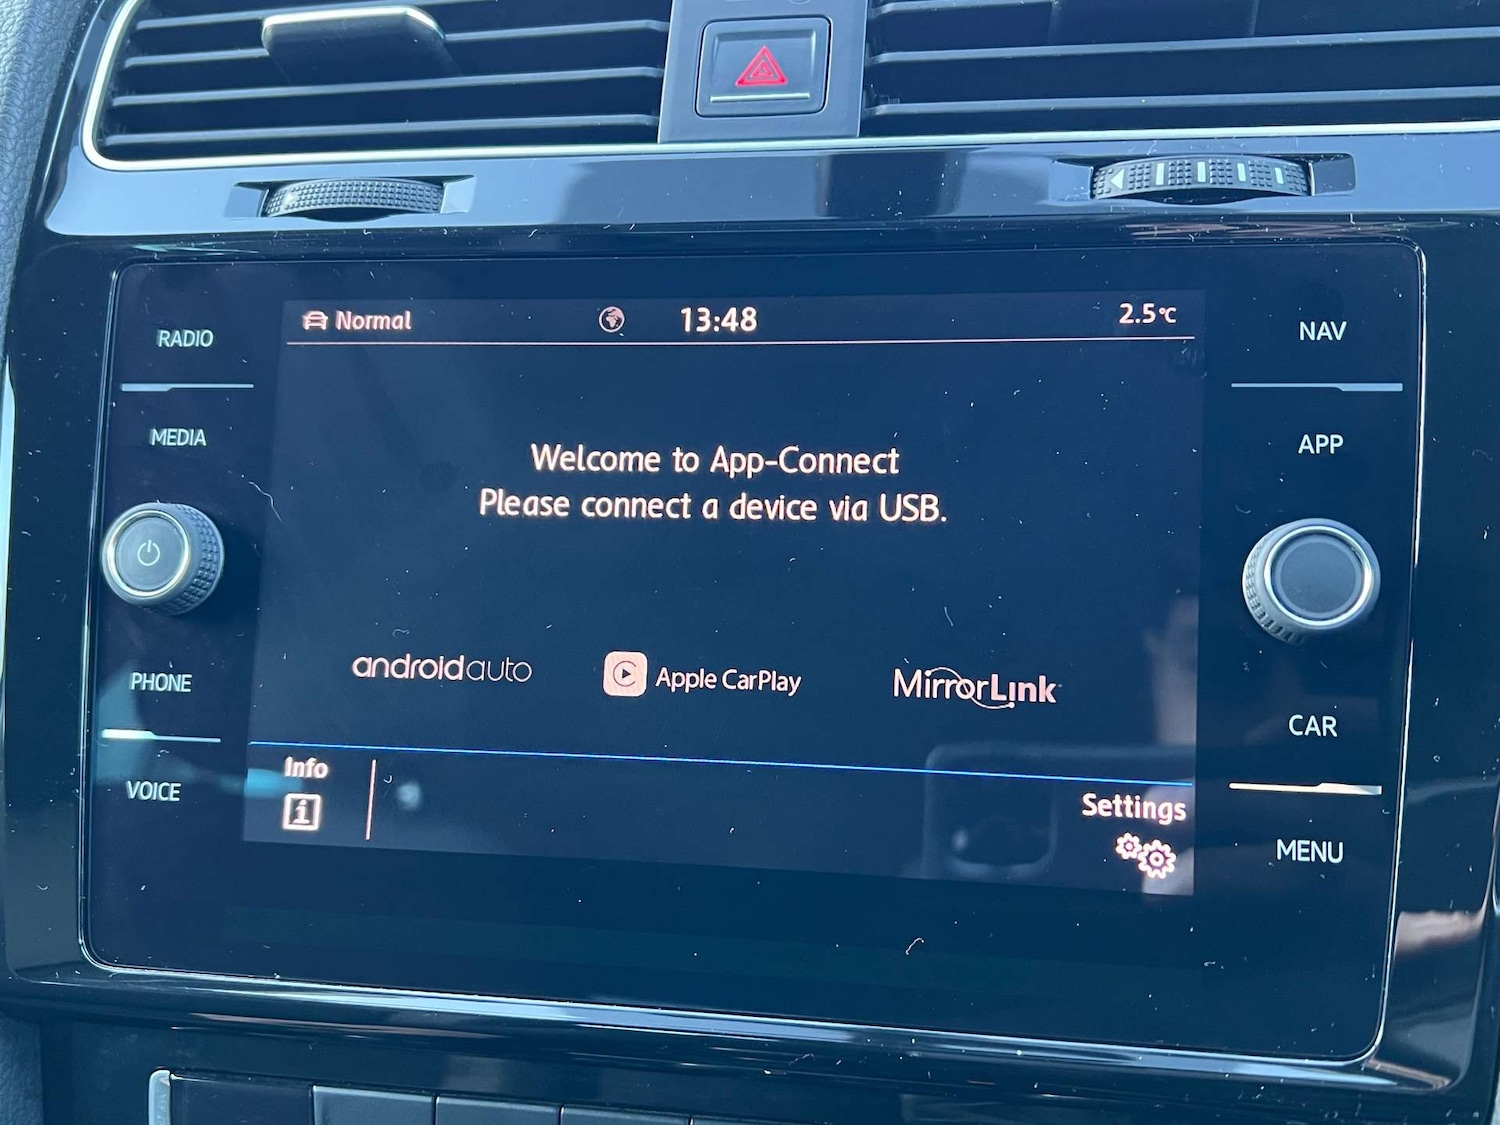 Normal 13:48 2.5°C
RADIO
NAV
MEDIA
APP
Welcome to App-Connect
Please connect a device via USB.
androidauto
Apple CarPlay
MirrorLink
PHONE
CAR
VOICE
Info
Settings
MENU